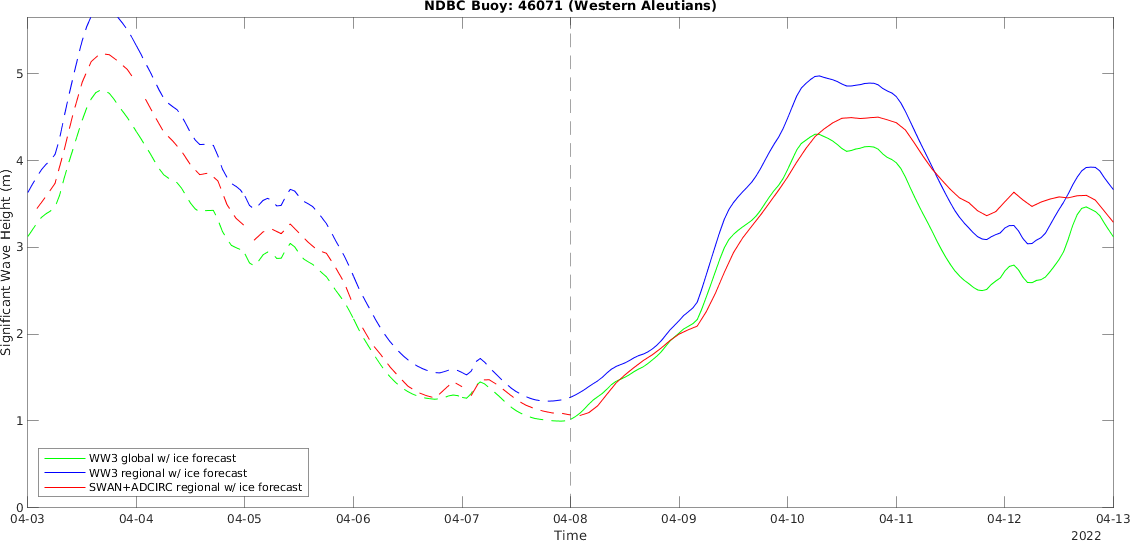 NDBC Buoy: 46071 (Western Aleutians)
Significant Wave Height (m)
5
4
3
2
1
0
WW3 global w/ ice forecast
WW3 regional w/ ice forecast
SWAN+ADCIRC regional w/ ice forecast
04-03 04-04 04-05 04-06 04-07 04-08 04-09 04-10 04-11 04-12 04-13
Time
2022